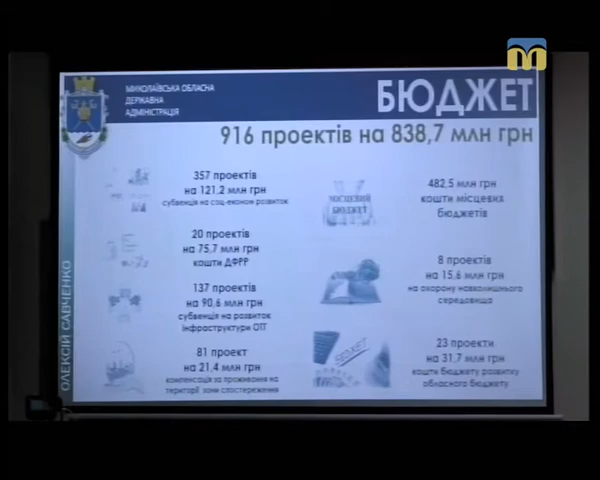 МИКОЛАЇВСЬКА ОБЛАСНА
ДЕРЖАВНА
АДМІНІСТРАЦІЯ
БЮДЖЕТ
916 проектів на 838,7 млн грн
357 проектів
на 121,2 млн грн
субвенція на соц-економ розвиток
20 проектів
на 75,7 млн грн
кошти ДФРР
137 проектів
на 90,6 млн грн
субвенція на розвиток
інфраструктури ОТГ
81 проект
на 21,4 млн грн
компенсація за проживання на
території зони спостереження
МІСЦЕВИЙ
БЮДЖЕТ
482,5 млн грн
кошти місцевих
бюджетів
8 проектів
на 15,6 млн грн
на охорону навколишнього
середовища
23 проекти
на 31,7 млн грн
кошти бюджету розвитку
обласного бюджету
ОЛЕКСІЙ САВЧЕНКО